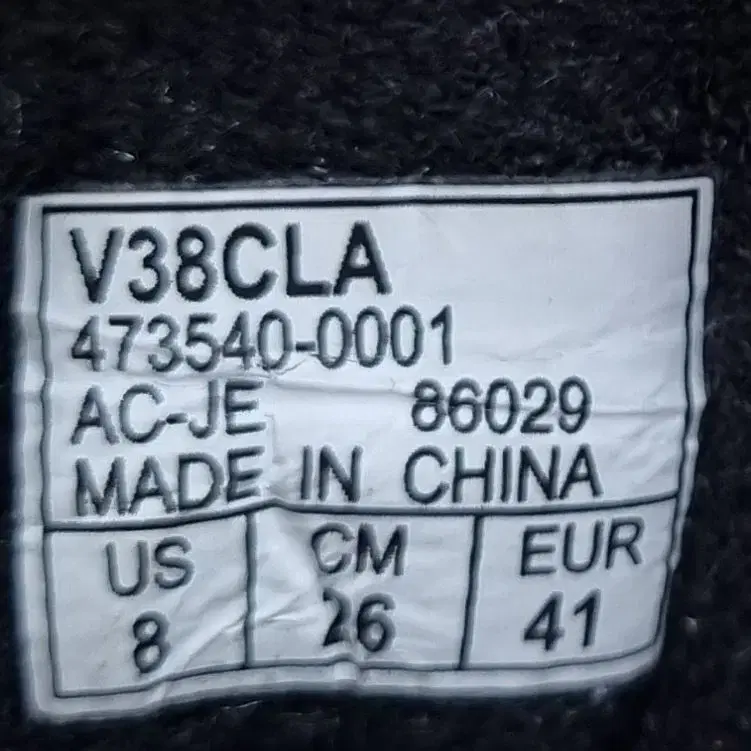 V38CLA
473540-0001
AC-JE 86029
MADE IN CHINA
US CM EUR
8 26 41